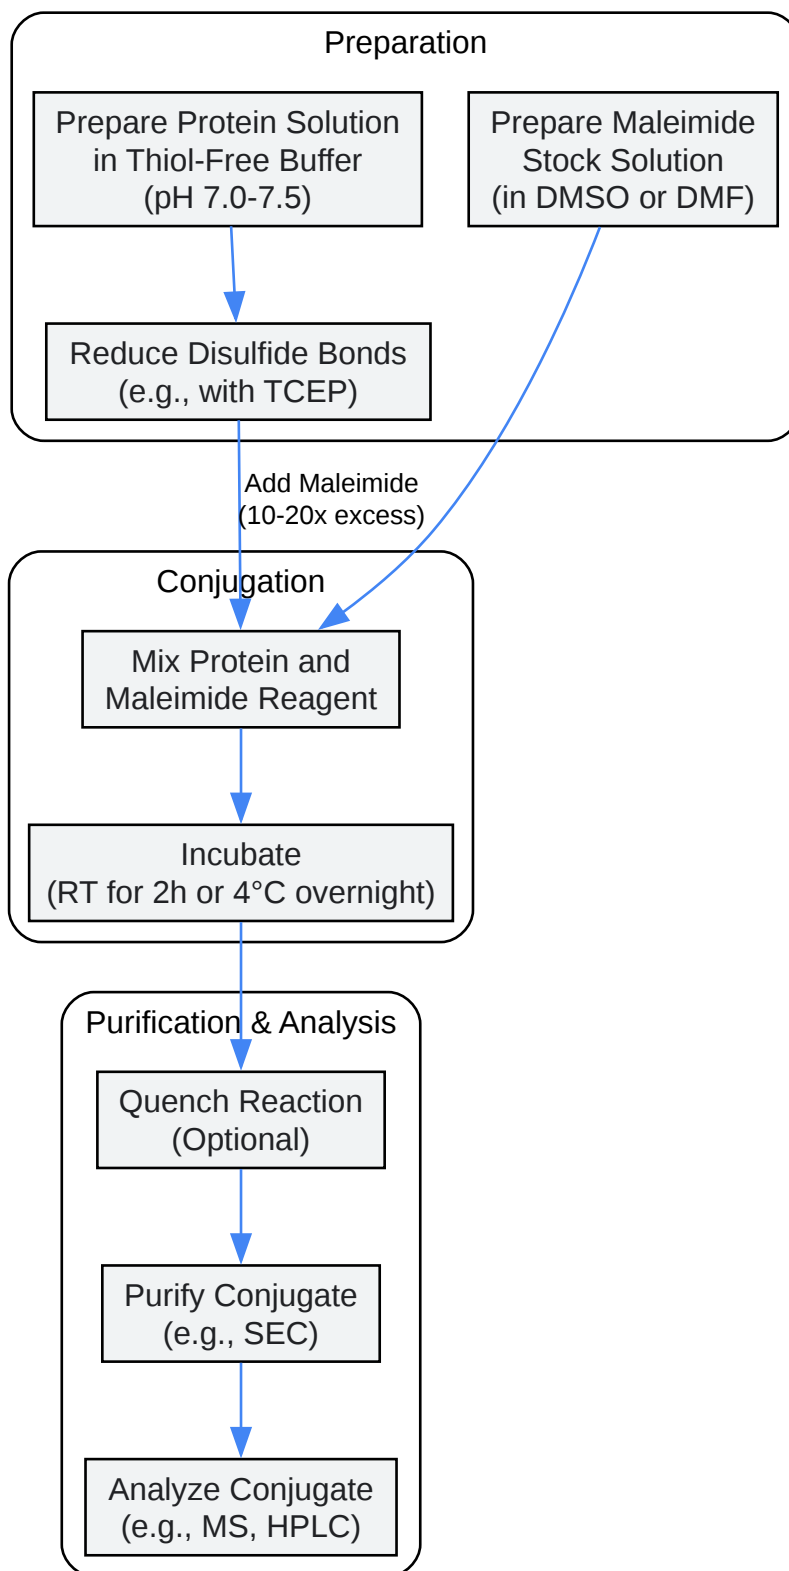 Preparation
Prepare Protein Solution
in Thiol-Free Buffer
(pH 7.0-7.5)
Prepare Maleimide
Stock Solution
(in DMSO or DMF)
Reduce Disulfide Bonds
(e.g., with TCEP)
Add Maleimide
(10-20x excess)
Conjugation
Mix Protein and
Maleimide Reagent
Incubate
(RT for 2h or 4°C overnight)
Purification & Analysis
Quench Reaction
(Optional)
Purify Conjugate
(e.g., SEC)
Analyze Conjugate
(e.g., MS, HPLC)